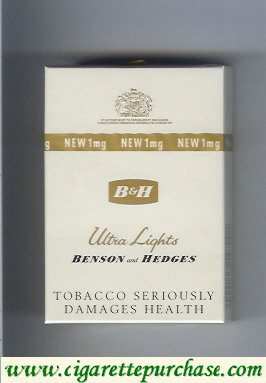 g NEW 1mg NEW 1mg NEW 1mg
B&H
Ultra Lights
BENSON and HEDGES
TOBACCO SERIOUSLY
DAMAGES HEALTH
www.cigarettepurchase.com